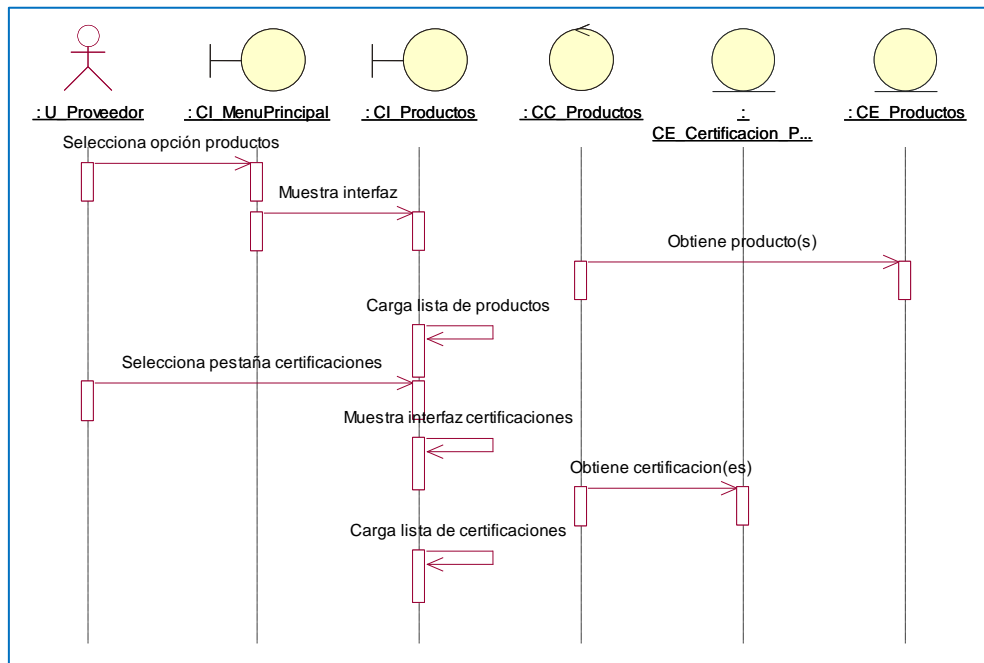 : U_Proveedor
: CI_MenuPrincipal
: CI_Productos
: CC_Productos
:
CE_Certificacion_P...
: CE_Productos
Selecciona opción productos
Muestra interfaz
Obtiene producto(s)
Carga lista de productos
Selecciona pestaña certificaciones
Muestra interfaz certificaciones
Obtiene certificacion(es)
Carga lista de certificaciones